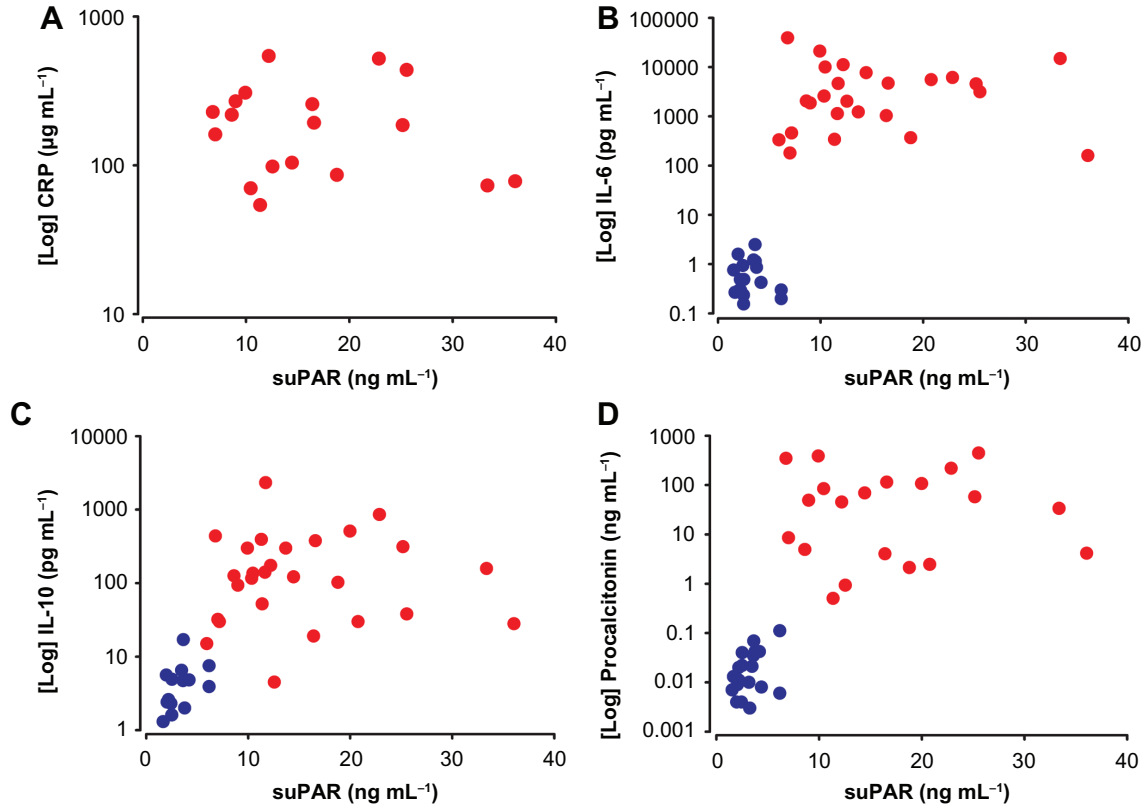 A
[Log] CRP (µg mL⁻¹)
1000
100
10
0 10 20 30 40
suPAR (ng mL⁻¹)
B
[Log] IL-6 (pg mL⁻¹)
100000
10000
1000
100
10
1
0.1
0 10 20 30 40
suPAR (ng mL⁻¹)
C
[Log] IL-10 (pg mL⁻¹)
10000
1000
100
10
1
0 10 20 30 40
suPAR (ng mL⁻¹)
D
[Log] Procalcitonin (ng mL⁻¹)
1000
100
10
1
0.1
0.01
0.001
0 10 20 30 40
suPAR (ng mL⁻¹)